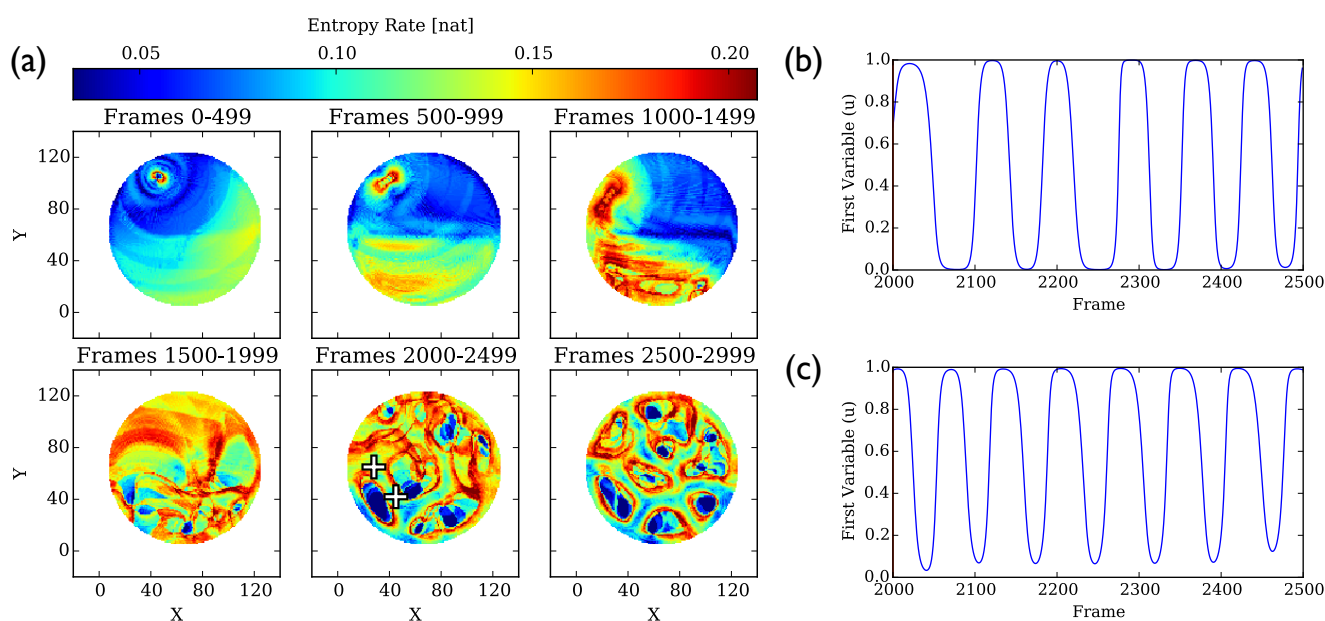 Entropy Rate [nat]
(a)
0.05 0.10 0.15 0.20
Frames 0-499 Frames 500-999 Frames 1000-1499
120
80
40
0
Y
Frames 1500-1999 Frames 2000-2499 Frames 2500-2999
120
80
40
0
Y
0 40 80 120 0 40 80 120 0 40 80 120
X X X
(b)
1.0
0.8
0.6
0.4
0.2
0.0
First Variable (u)
2000 2100 2200 2300 2400 2500
Frame
(c)
1.0
0.8
0.6
0.4
0.2
0.0
First Variable (u)
2000 2100 2200 2300 2400 2500
Frame